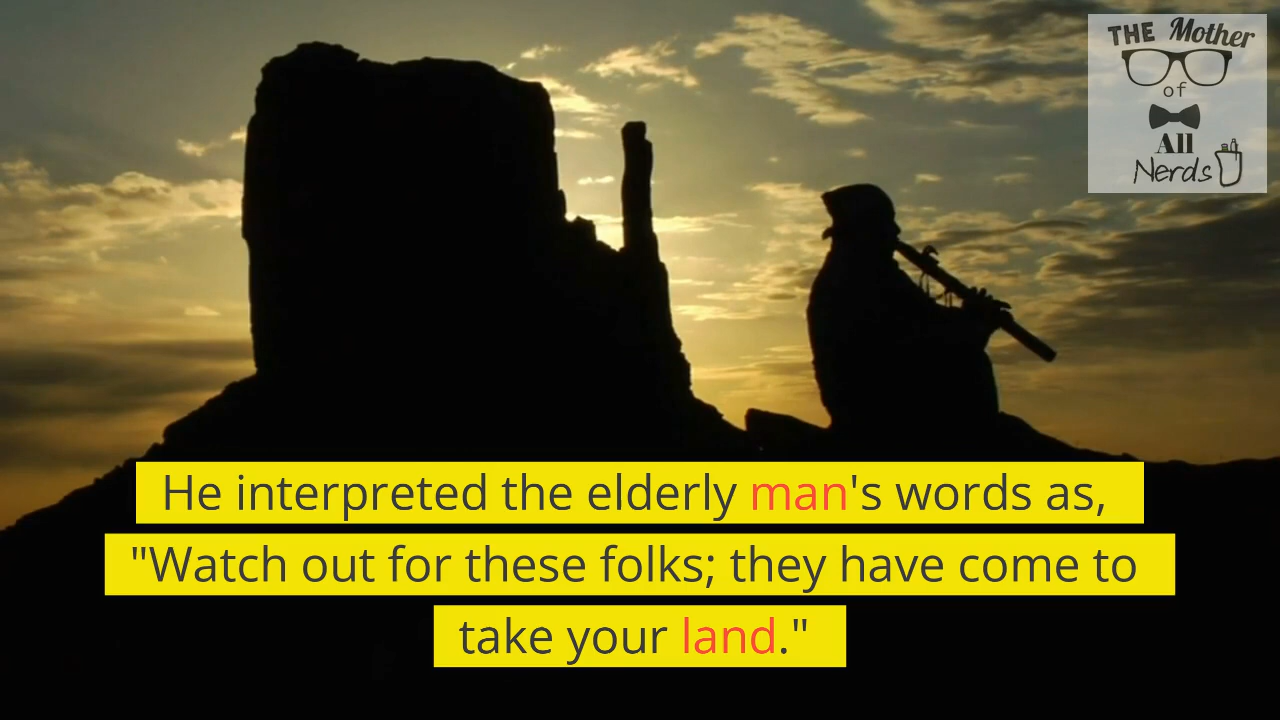 THE Mother
of
All
Nerds
He interpreted the elderly man's words as,
"Watch out for these folks; they have come to
take your land."